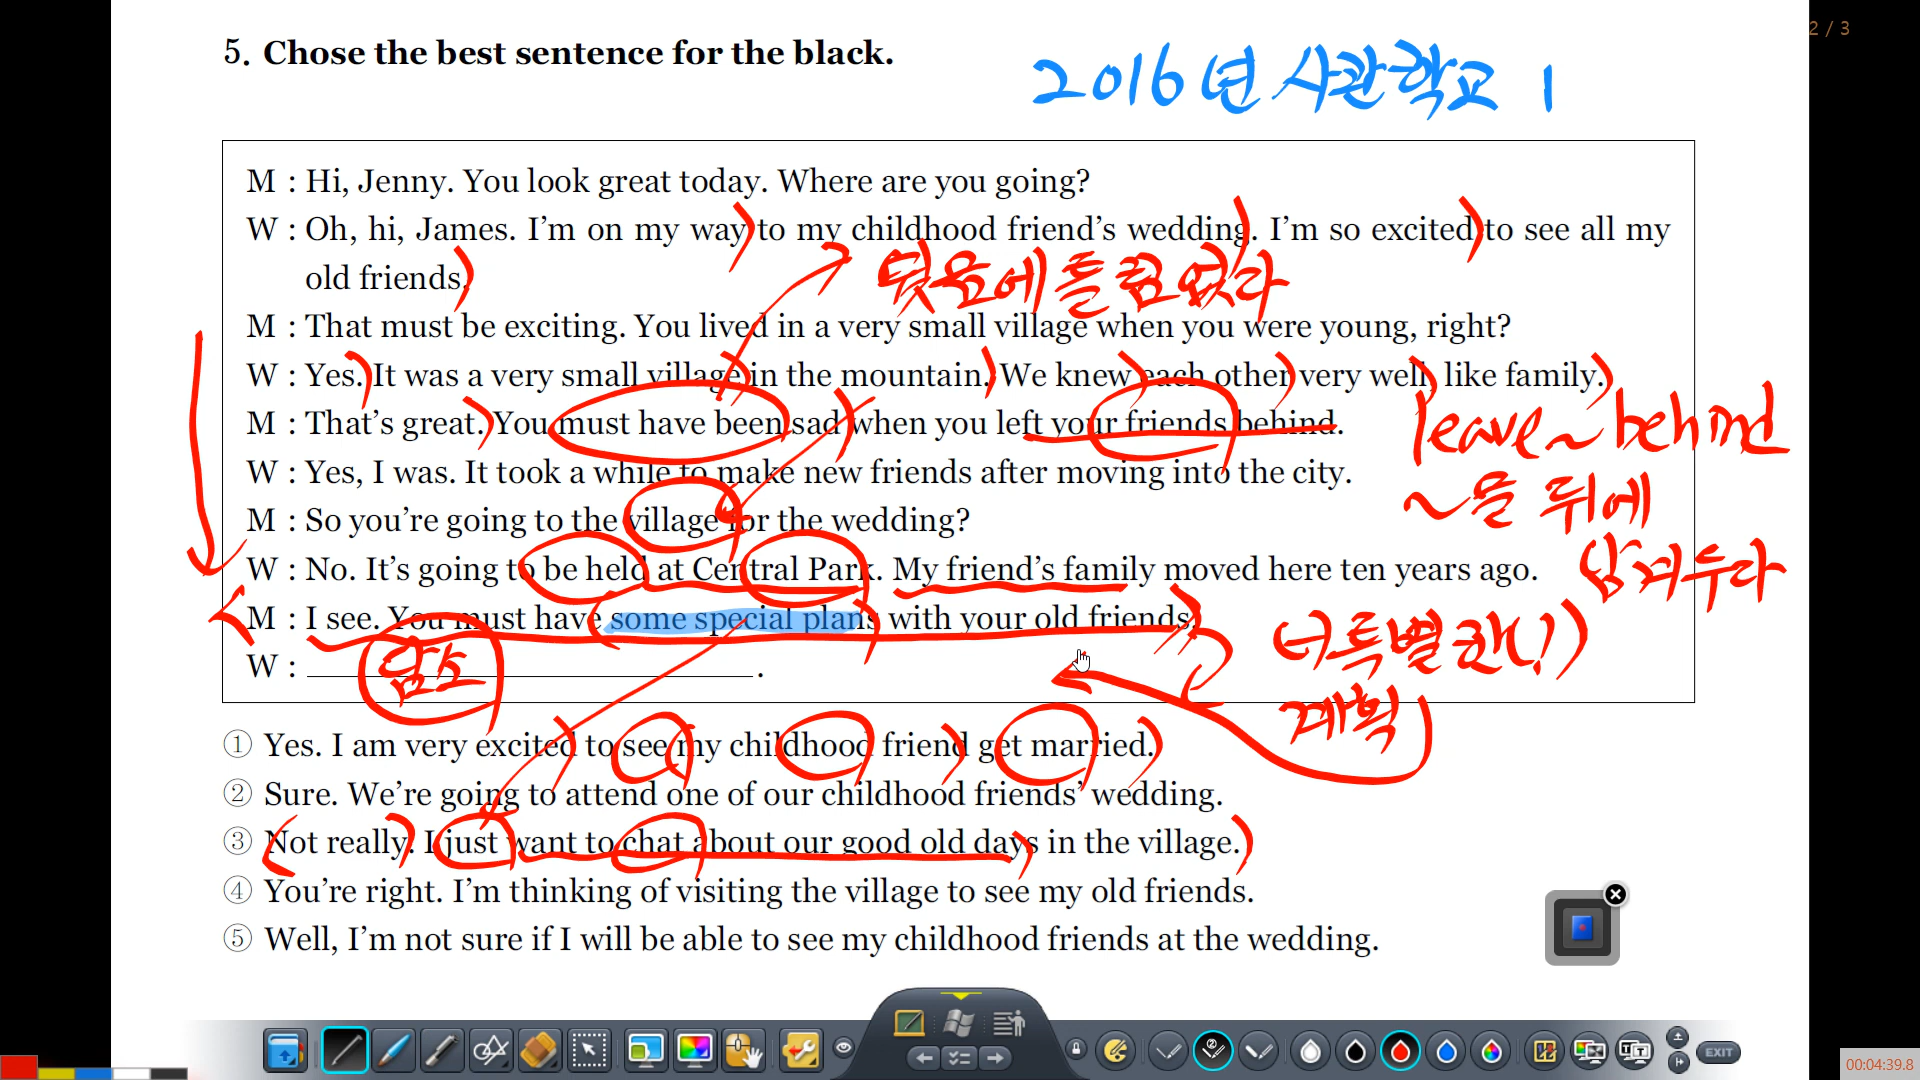 2 / 3
5. Chose the best sentence for the black.
2016년 사관학교 1
M : Hi, Jenny. You look great today. Where are you going?
W : Oh, hi, James. I'm on my way to my childhood friend's wedding. I'm so excited to see all my
old friends.
틀림없다
M : That must be exciting. You lived in a very small village when you were young, right?
W : Yes. It was a very small village in the mountain. We knew each other very well, like family.
M : That's great. You must have been sad when you left your friends behind.
leave~behind
W : Yes, I was. It took a while to make new friends after moving into the city.
~을 뒤에
M : So you're going to the village for the wedding?
W : No. It's going to be held at Central Park. My friend's family moved here ten years ago.
남겨두다
M : I see. You must have some special plans with your old friends.
너 특별한(!)
계획
W : .
담소
① Yes. I am very excited to see my childhood friend get married.
② Sure. We're going to attend one of our childhood friends' wedding.
③ Not really. I just want to chat about our good old days in the village.
④ You're right. I'm thinking of visiting the village to see my old friends.
⑤ Well, I'm not sure if I will be able to see my childhood friends at the wedding.
EXIT
00:04:39.8